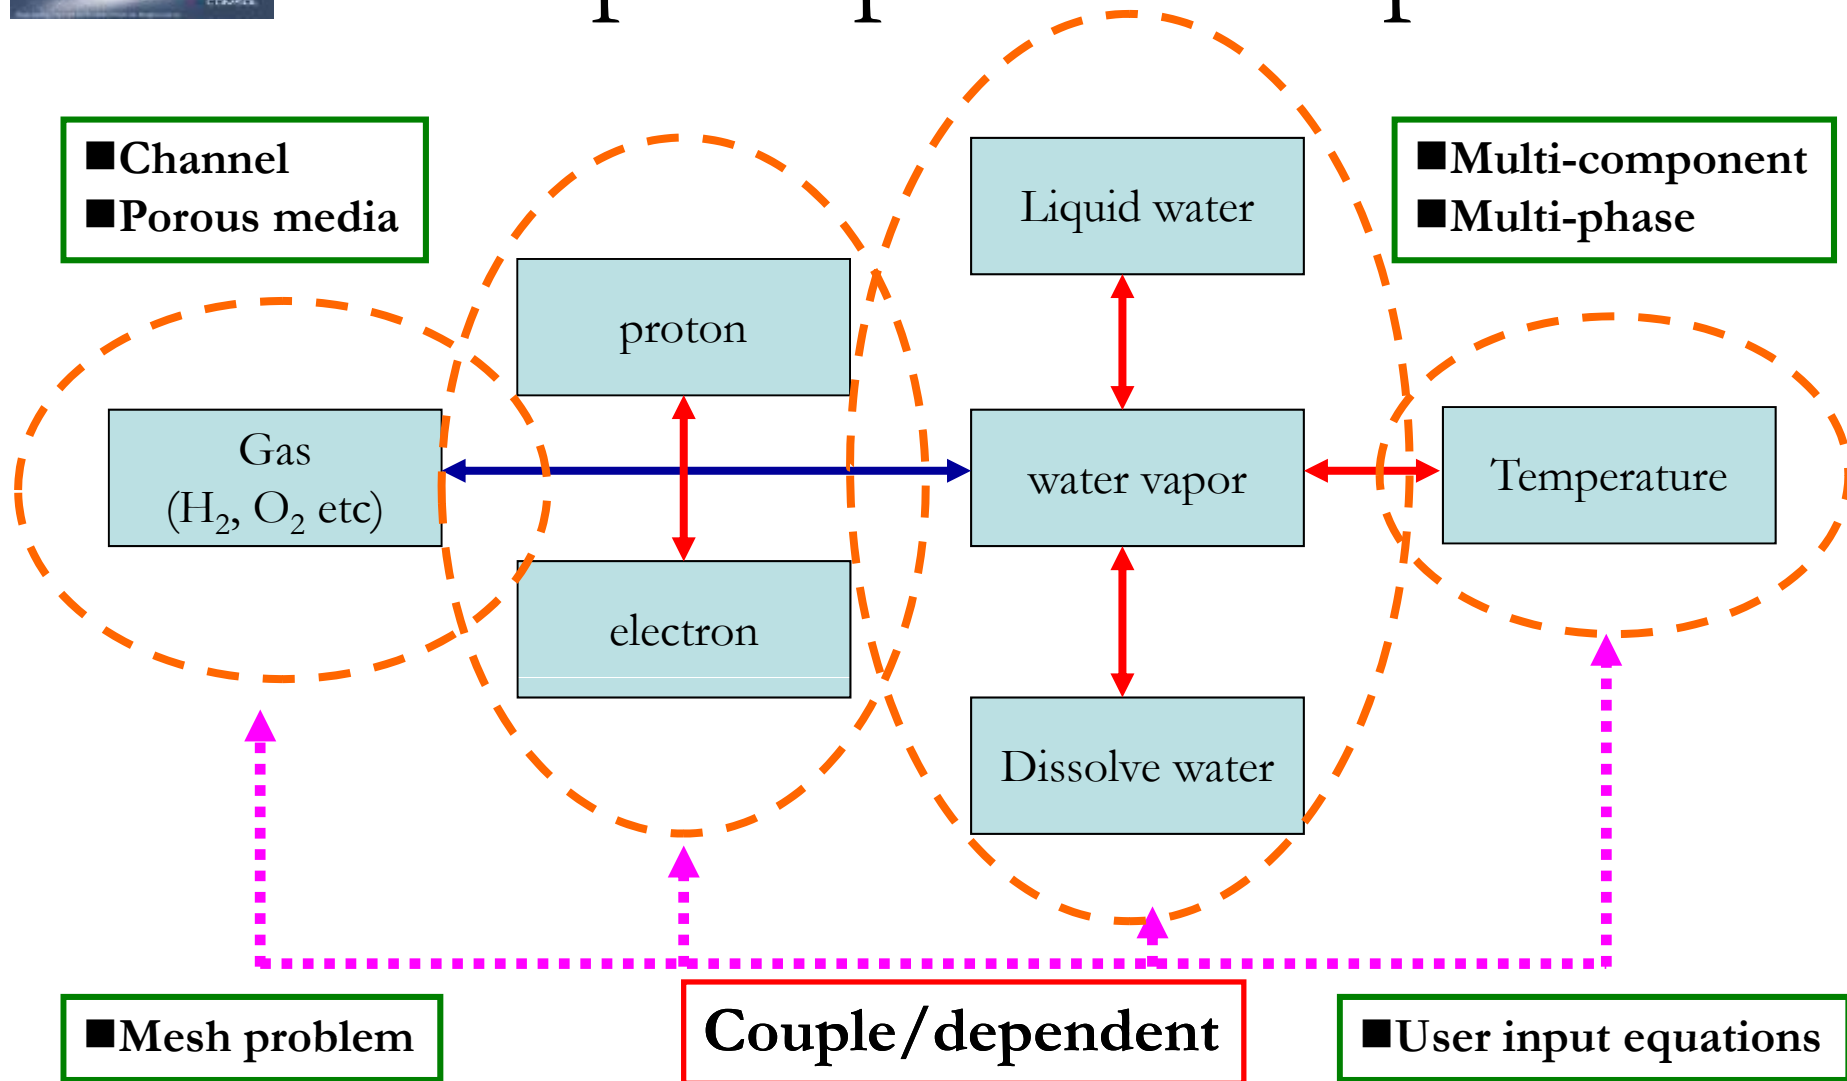 ■Channel
■Porous media
■Multi-component
■Multi-phase
Liquid water
proton
Gas
(H₂, O₂ etc)
water vapor
Temperature
electron
Dissolve water
■Mesh problem
Couple/dependent
■User input equations